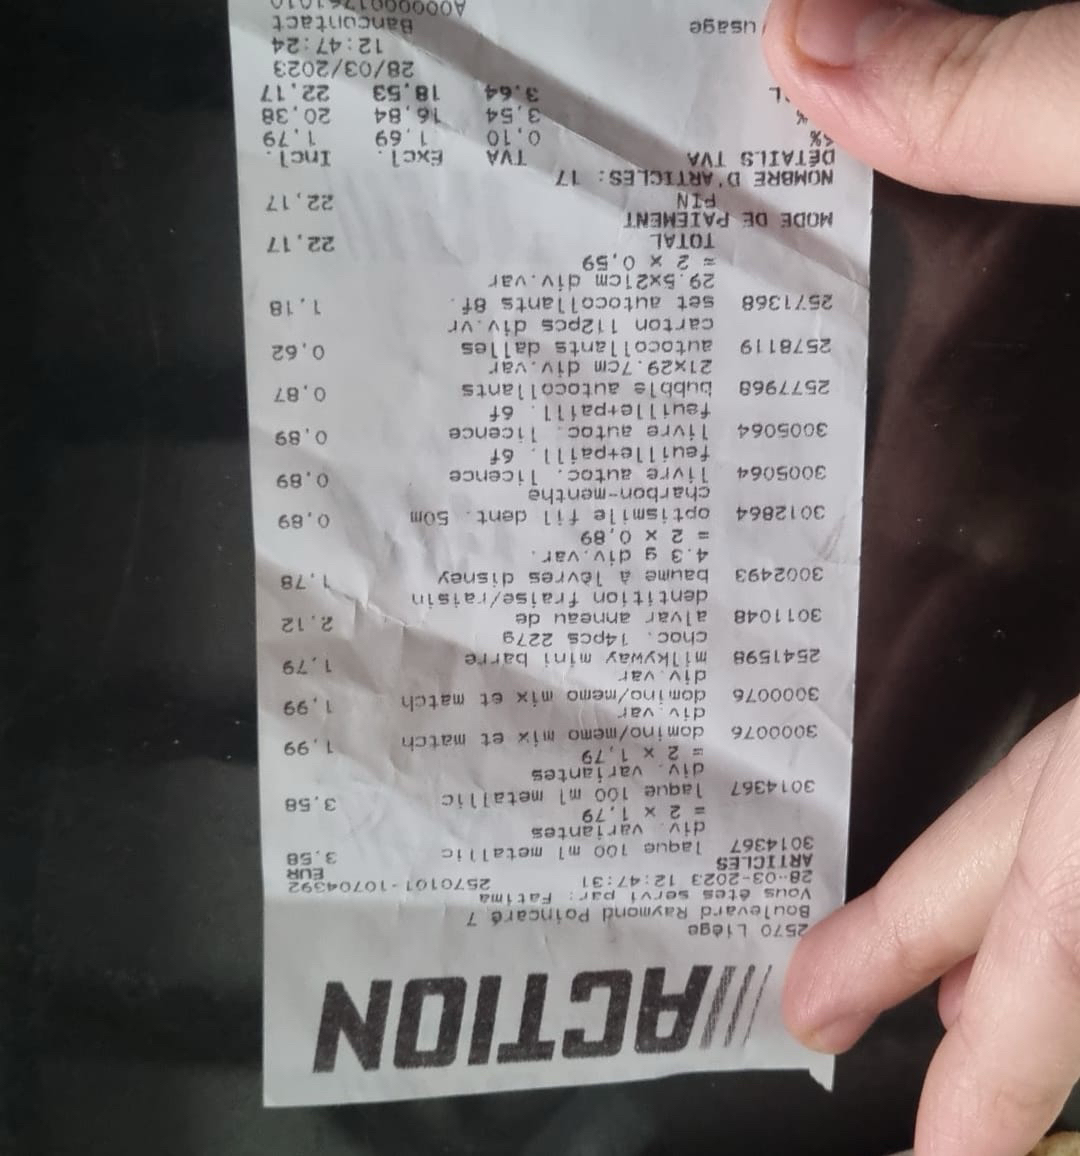 ACTION
2570 Liège
Boulevard Raymond Poincaré 7
Vous êtes servi par: Fatima
28-03-2023 12:47:31 2570101-10704392
ARTICLES EUR
3014367 laque 100 ml metallic 3,58
div. variantes
= 2 x 1,79
3014367 laque 100 ml metallic 3,58
div. variantes
= 2 x 1,79
3000076 domino/memo mix et match 1,99
div.var
3000076 domino/memo mix et match 1,99
div.var
2541598 milkyway mini barre 1,79
choc. 14pcs 227g
3011048 alvar anneau de 2,12
dentition fraise/raisin
3002493 baume à lèvres disney 1,78
4.3 g div.var.
= 2 x 0,89
3012864 optismile fil dent. 50m 0,89
charbon-menthe
3005064 livre autoc. licence 0,89
feuille+paill. 6f
3005064 livre autoc. licence 0,89
feuille+paill. 6f
2577968 bubble autocollants 0,87
21x29.7cm div.var
2578119 autocollants dalles 0,62
carton 112pcs div.vr
2571368 set autocollants 8f. 1,18
29.5x21cm div.var
= 2 x 0,59
TOTAL 22,17
MODE DE PAIEMENT
PIN 22,17
NOMBRE D'ARTICLES: 17
DÉTAILS TVA TVA Excl. Incl.
6% 0,10 1,69 1,79
% 3,54 16,84 20,38
L 3,64 18,53 22,17
28/03/2023
12:47:24
usage Bancontact